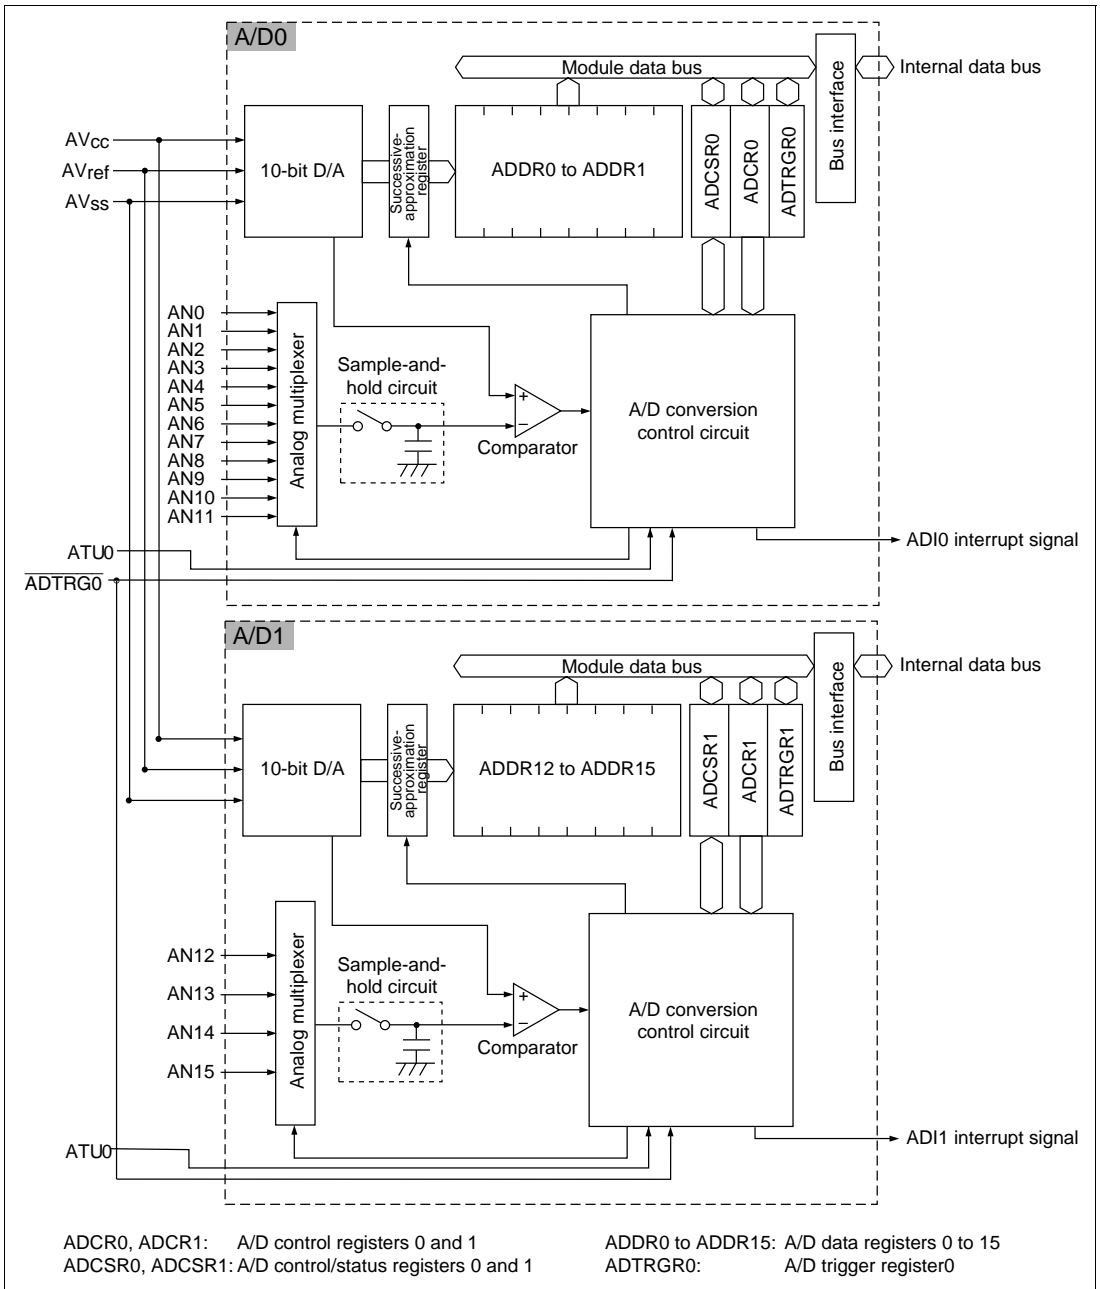 A/D0
Module data bus
Internal data bus
Bus interface
AVcc
AVref
AVss
10-bit D/A
Successive-
approximation
register
ADDR0 to ADDR1
ADCSR0
ADCR0
ADTRGR0
AN0
AN1
AN2
AN3
AN4
AN5
AN6
AN7
AN8
AN9
AN10
AN11
Analog multiplexer
Sample-and-
hold circuit
+
−
Comparator
A/D conversion
control circuit
ATU0
ADTRG0
ADI0 interrupt signal
A/D1
Module data bus
Internal data bus
Bus interface
10-bit D/A
Successive-
approximation
register
ADDR12 to ADDR15
ADCSR1
ADCR1
ADTRGR1
AN12
AN13
AN14
AN15
Analog multiplexer
Sample-and-
hold circuit
+
−
Comparator
A/D conversion
control circuit
ATU0
ADI1 interrupt signal
ADCR0, ADCR1: A/D control registers 0 and 1
ADCSR0, ADCSR1: A/D control/status registers 0 and 1
ADDR0 to ADDR15: A/D data registers 0 to 15
ADTRGR0: A/D trigger register0